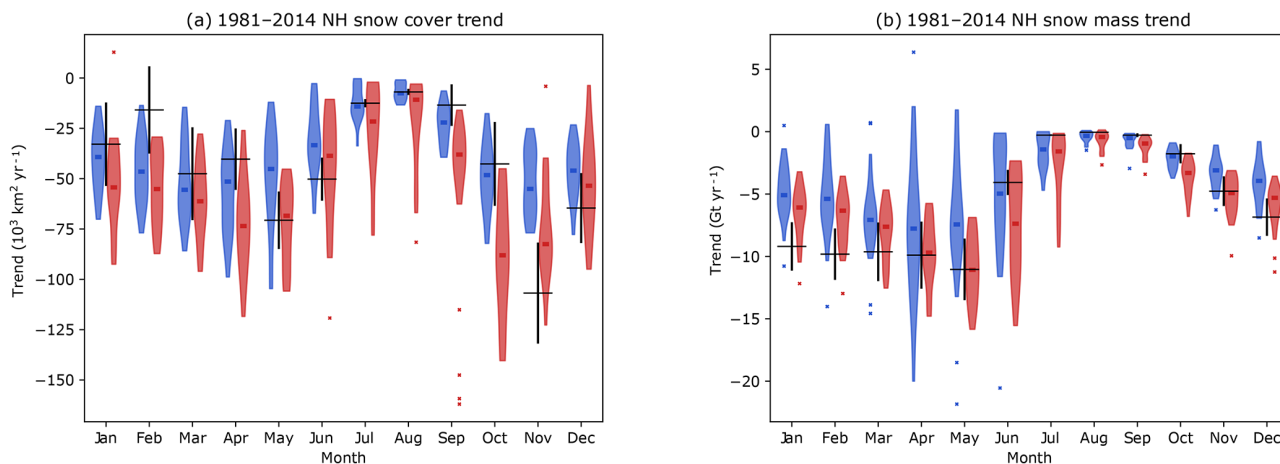 (a) 1981–2014 NH snow cover trend
Trend (10³ km² yr⁻¹)
0
−25
−50
−75
−100
−125
−150
Jan Feb Mar Apr May Jun Jul Aug Sep Oct Nov Dec
Month
(b) 1981–2014 NH snow mass trend
Trend (Gt yr⁻¹)
5
0
−5
−10
−15
−20
Jan Feb Mar Apr May Jun Jul Aug Sep Oct Nov Dec
Month